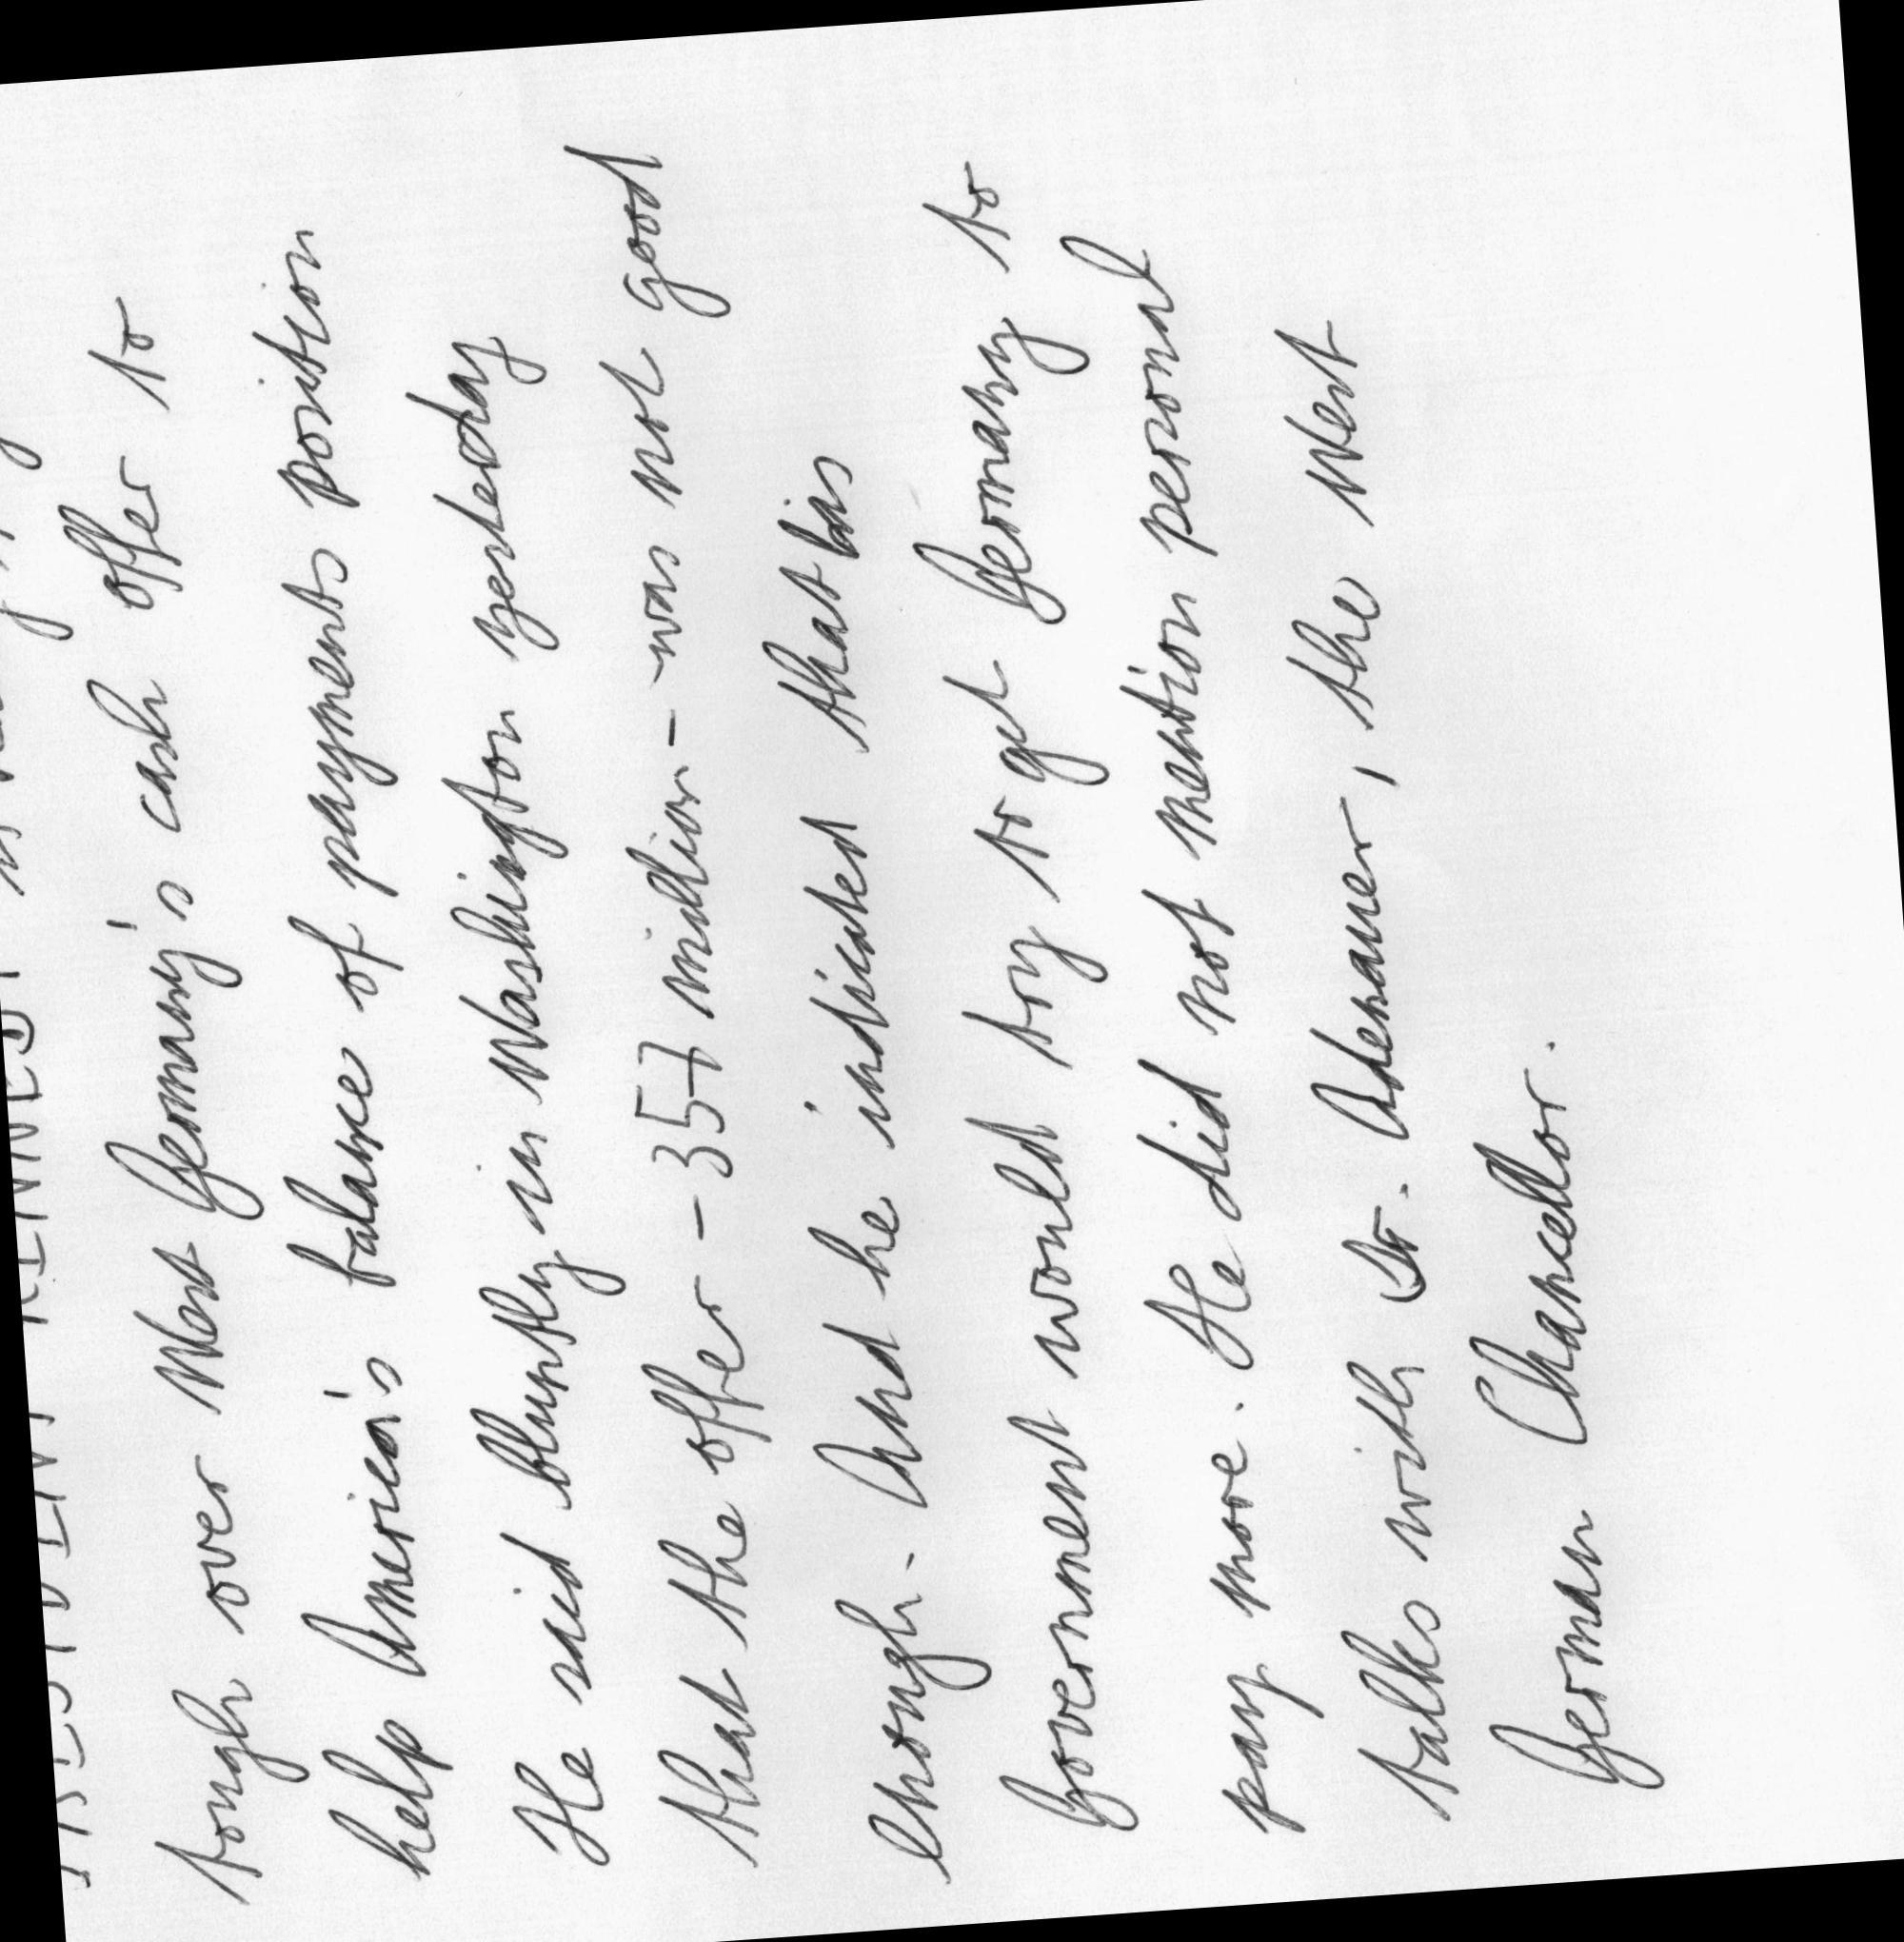 PRESIDENT KENNEDY is ready
tough over West Germany's cash offer to
help America's balance of payments position
He said bluntly in Washington yesterday
that the offer - 357 million - was not good
enough. And he indicated that his
Government would try to get Germany to
pay more. He did not mention personal
talks with Dr. Adenauer, the West
German Chancellor.